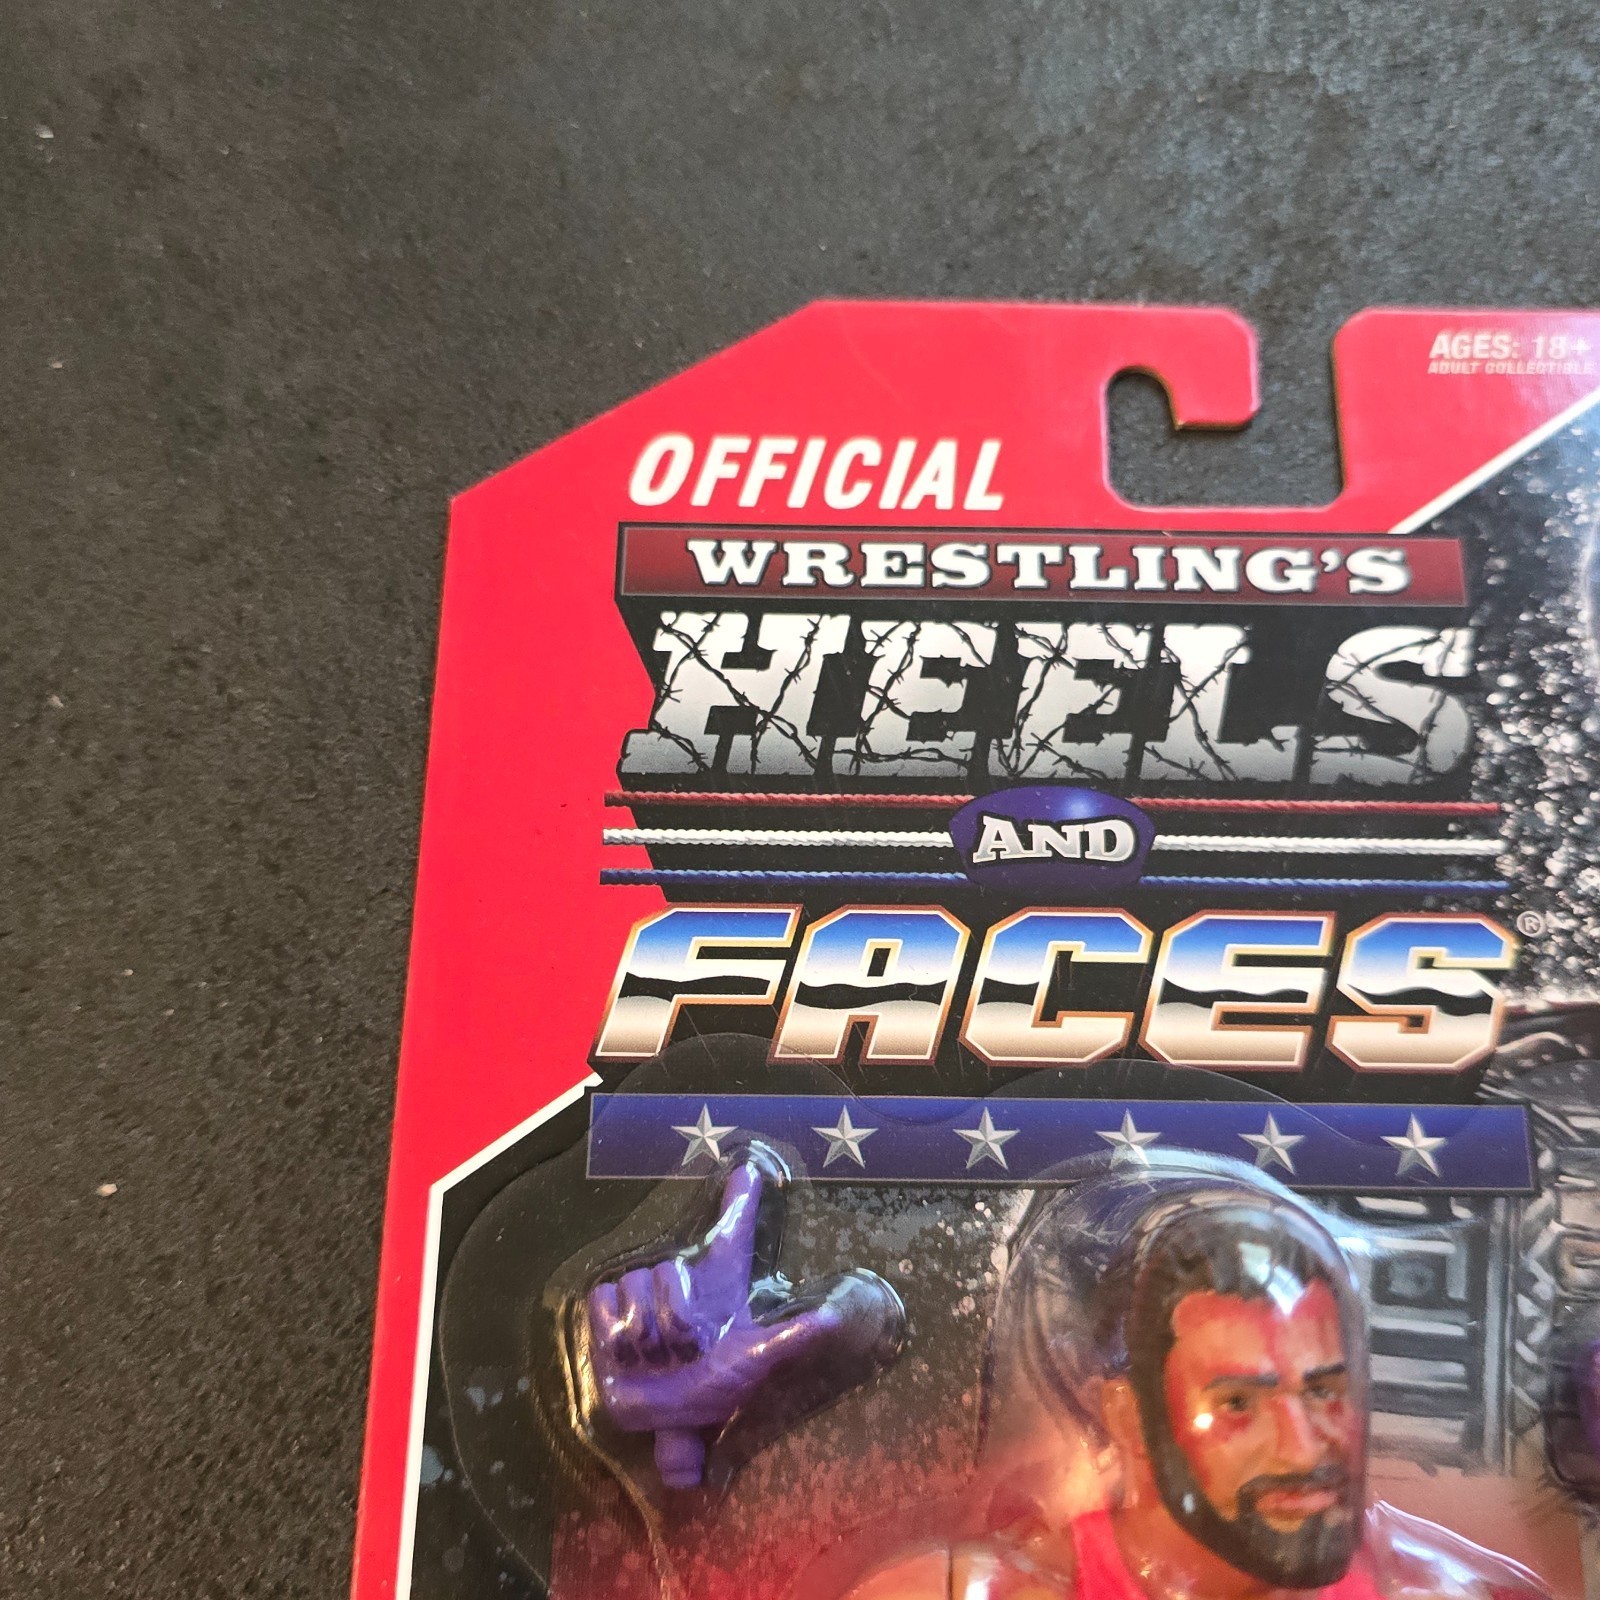 AGES: 18+
ADULT COLLECTIBLE
OFFICIAL
WRESTLING'S
HEELS
AND
FACES®